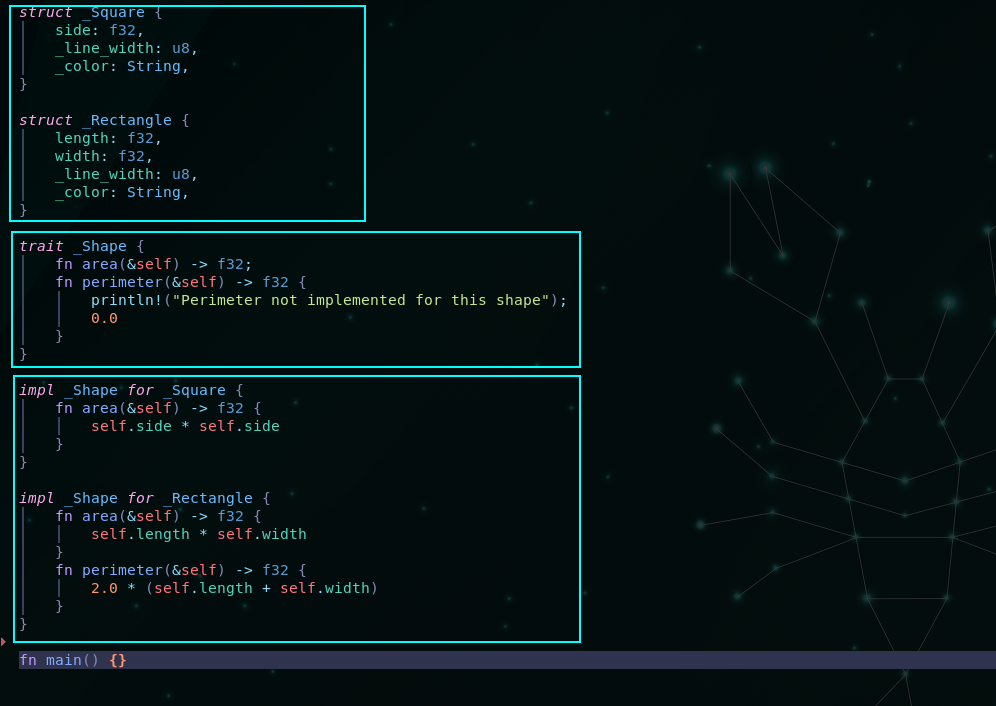 struct _Square {
    side: f32,
    _line_width: u8,
    _color: String,
}
struct _Rectangle {
    length: f32,
    width: f32,
    _line_width: u8,
    _color: String,
}
trait _Shape {
    fn area(&self) -> f32;
    fn perimeter(&self) -> f32 {
        println!("Perimeter not implemented for this shape");
        0.0
    }
}
impl _Shape for _Square {
    fn area(&self) -> f32 {
        self.side * self.side
    }
}
impl _Shape for _Rectangle {
    fn area(&self) -> f32 {
        self.length * self.width
    }
    fn perimeter(&self) -> f32 {
        2.0 * (self.length + self.width)
    }
}
fn main() {}